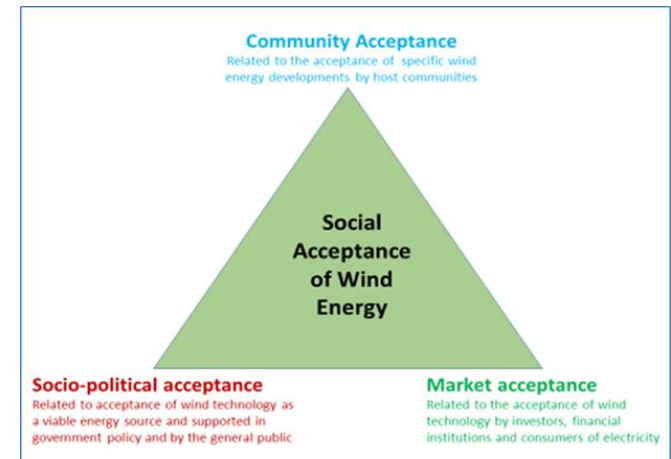 Community Acceptance
Related to the acceptance of specific wind
energy developments by host communities
Social
Acceptance
of Wind
Energy
Socio-political acceptance
Related to acceptance of wind technology as
a viable energy source and supported in
government policy and by the general public
Market acceptance
Related to the acceptance of wind
technology by investors, financial
institutions and consumers of electricity